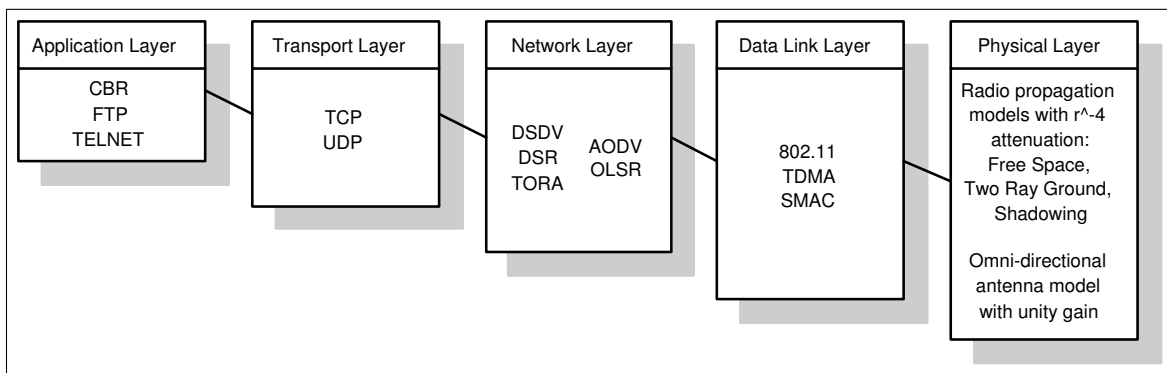 Application Layer
CBR
FTP
TELNET
Transport Layer
TCP
UDP
Network Layer
DSDV
DSR
TORA
AODV
OLSR
Data Link Layer
802.11
TDMA
SMAC
Physical Layer
Radio propagation
models with r^-4
attenuation:
Free Space,
Two Ray Ground,
Shadowing
Omni-directional
antenna model
with unity gain